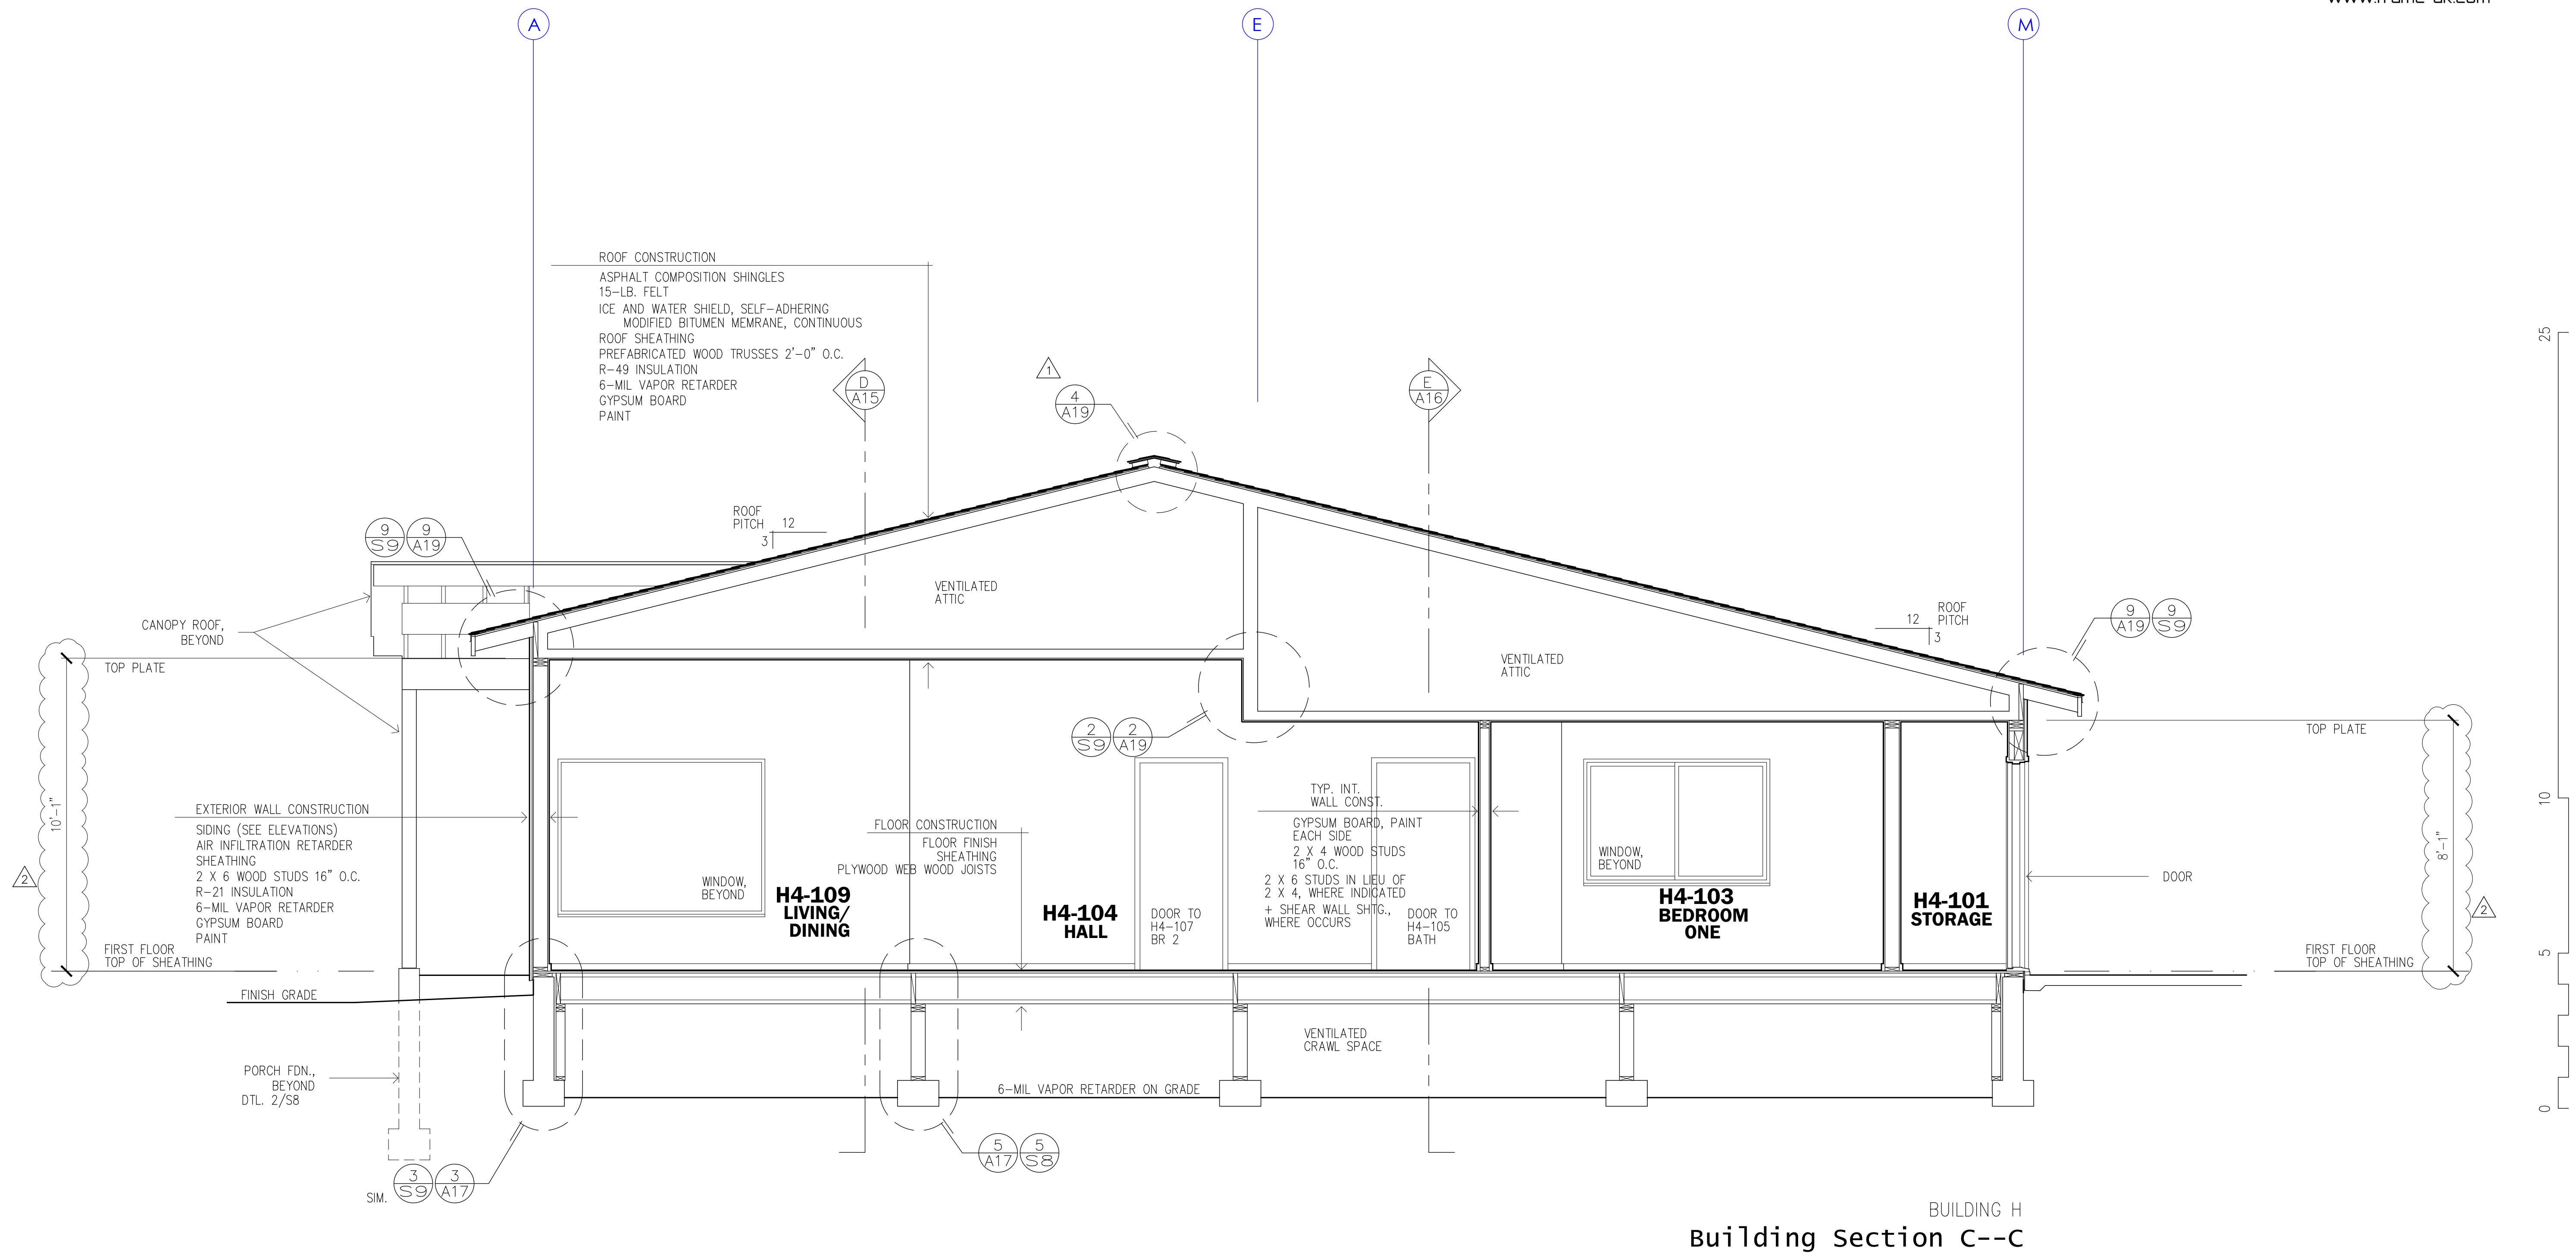 A
E
M
ROOF CONSTRUCTION
ASPHALT COMPOSITION SHINGLES
15-LB. FELT
ICE AND WATER SHIELD, SELF-ADHERING
MODIFIED BITUMEN MEMRANE, CONTINUOUS
ROOF SHEATHING
PREFABRICATED WOOD TRUSSES 2'-0" O.C.
R-49 INSULATION
6-MIL VAPOR RETARDER
GYPSUM BOARD
PAINT
D
A15
1
4
A19
E
A16
25
ROOF
PITCH
12
3
9
S9
9
A19
VENTILATED
ATTIC
CANOPY ROOF,
BEYOND
TOP PLATE
ROOF
PITCH
12
3
9
A19
9
S9
VENTILATED
ATTIC
TOP PLATE
2
S9
2
A19
10'-1"
2
EXTERIOR WALL CONSTRUCTION
SIDING (SEE ELEVATIONS)
AIR INFILTRATION RETARDER
SHEATHING
2 X 6 WOOD STUDS 16" O.C.
R-21 INSULATION
6-MIL VAPOR RETARDER
GYPSUM BOARD
PAINT
FIRST FLOOR
TOP OF SHEATHING
FINISH GRADE
WINDOW,
BEYOND
H4-109
LIVING/
DINING
FLOOR CONSTRUCTION
FLOOR FINISH
SHEATHING
PLYWOOD WEB WOOD JOISTS
H4-104
HALL
DOOR TO
H4-107
BR 2
TYP. INT.
WALL CONST.
GYPSUM BOARD, PAINT
EACH SIDE
2 X 4 WOOD STUDS
16" O.C.
2 X 6 STUDS IN LIEU OF
2 X 4, WHERE INDICATED
+ SHEAR WALL SHTG.,
WHERE OCCURS
DOOR TO
H4-105
BATH
WINDOW,
BEYOND
H4-103
BEDROOM
ONE
H4-101
STORAGE
DOOR
8'-1"
2
FIRST FLOOR
TOP OF SHEATHING
10
5
0
VENTILATED
CRAWL SPACE
6-MIL VAPOR RETARDER ON GRADE
PORCH FDN.,
BEYOND
DTL. 2/S8
SIM.
3
S9
3
A17
5
A17
5
S8
BUILDING H
Building Section C--C